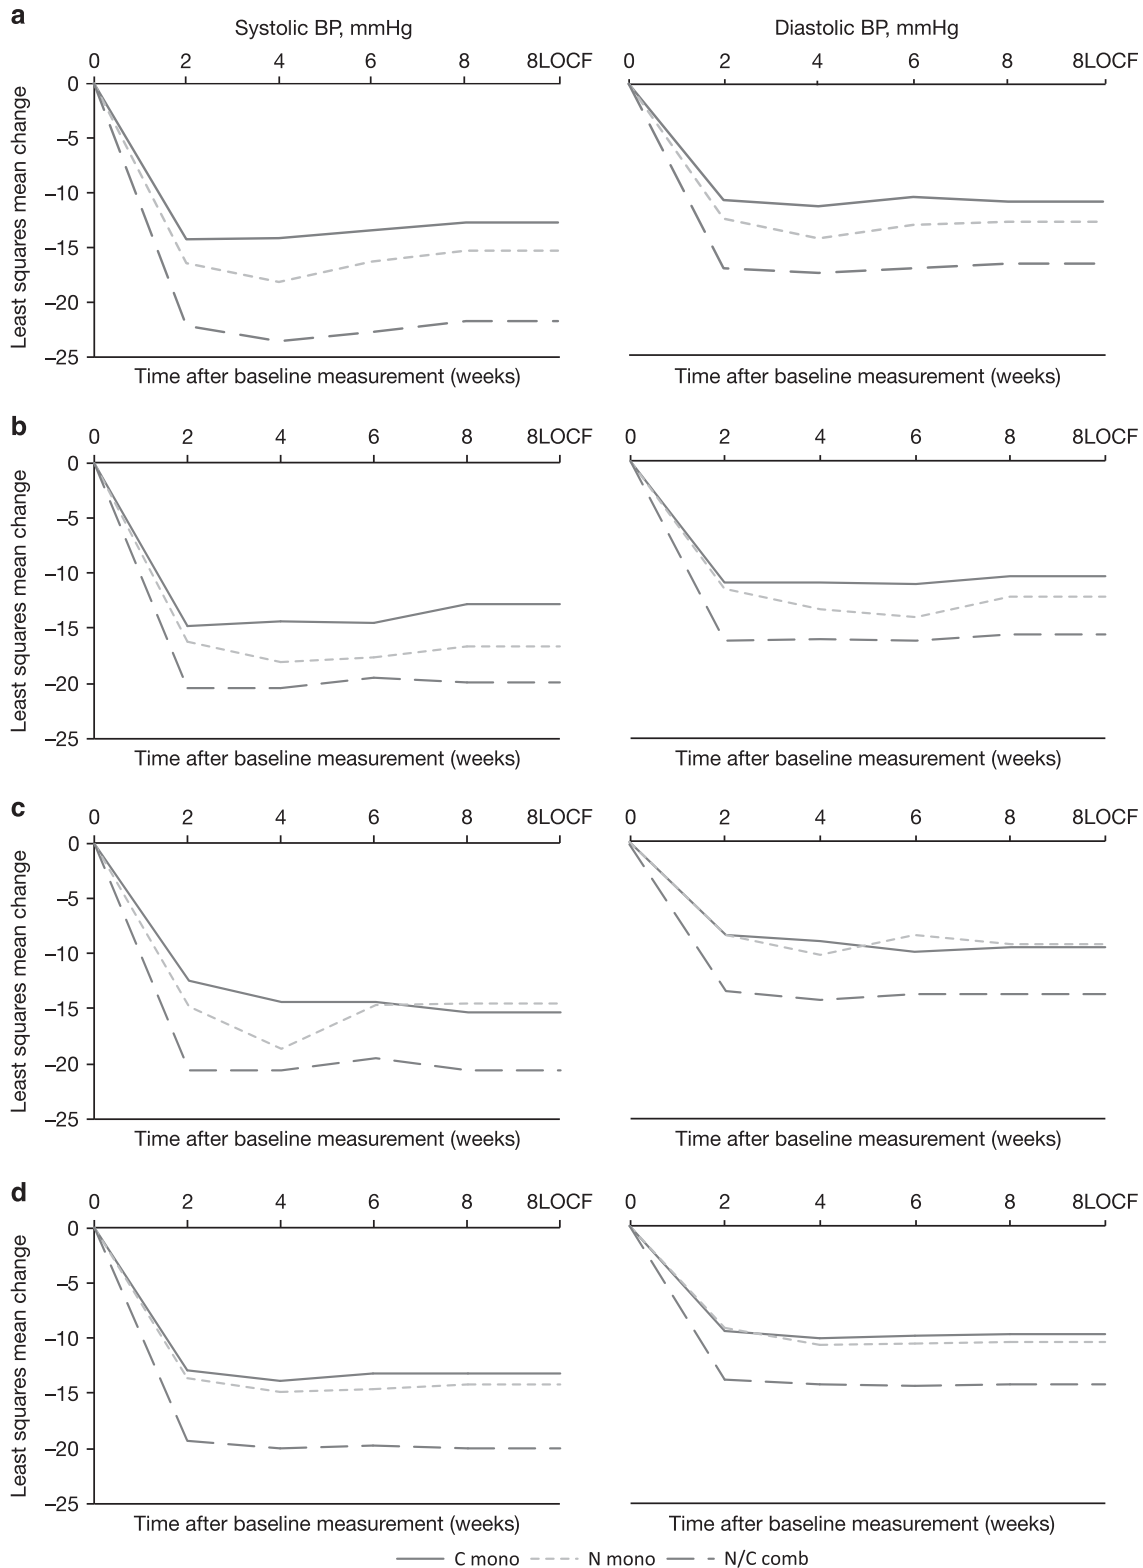 a
Systolic BP, mmHg
Diastolic BP, mmHg
0 2 4 6 8 8LOCF
0 2 4 6 8 8LOCF
Least squares mean change
0
–5
–10
–15
–20
–25
Time after baseline measurement (weeks)
Time after baseline measurement (weeks)
b
0 2 4 6 8 8LOCF
0 2 4 6 8 8LOCF
Least squares mean change
0
–5
–10
–15
–20
–25
Time after baseline measurement (weeks)
Time after baseline measurement (weeks)
c
0 2 4 6 8 8LOCF
0 2 4 6 8 8LOCF
Least squares mean change
0
–5
–10
–15
–20
–25
Time after baseline measurement (weeks)
Time after baseline measurement (weeks)
d
0 2 4 6 8 8LOCF
0 2 4 6 8 8LOCF
Least squares mean change
0
–5
–10
–15
–20
–25
Time after baseline measurement (weeks)
Time after baseline measurement (weeks)
C mono N mono N/C comb